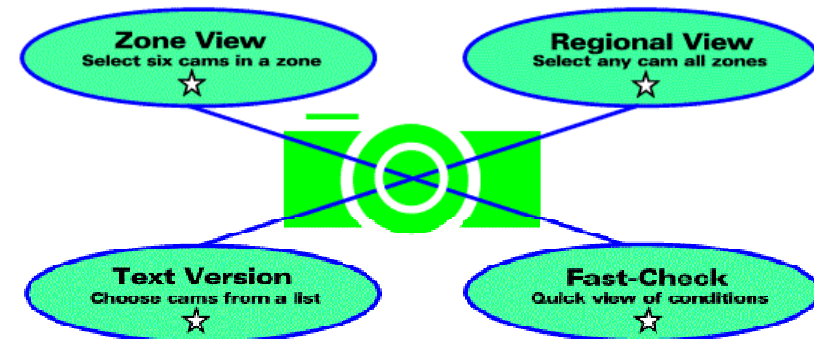 Zone View
Select six cams in a zone
Regional View
Select any cam all zones
Text Version
Choose cams from a list
Fast-Check
Quick view of conditions